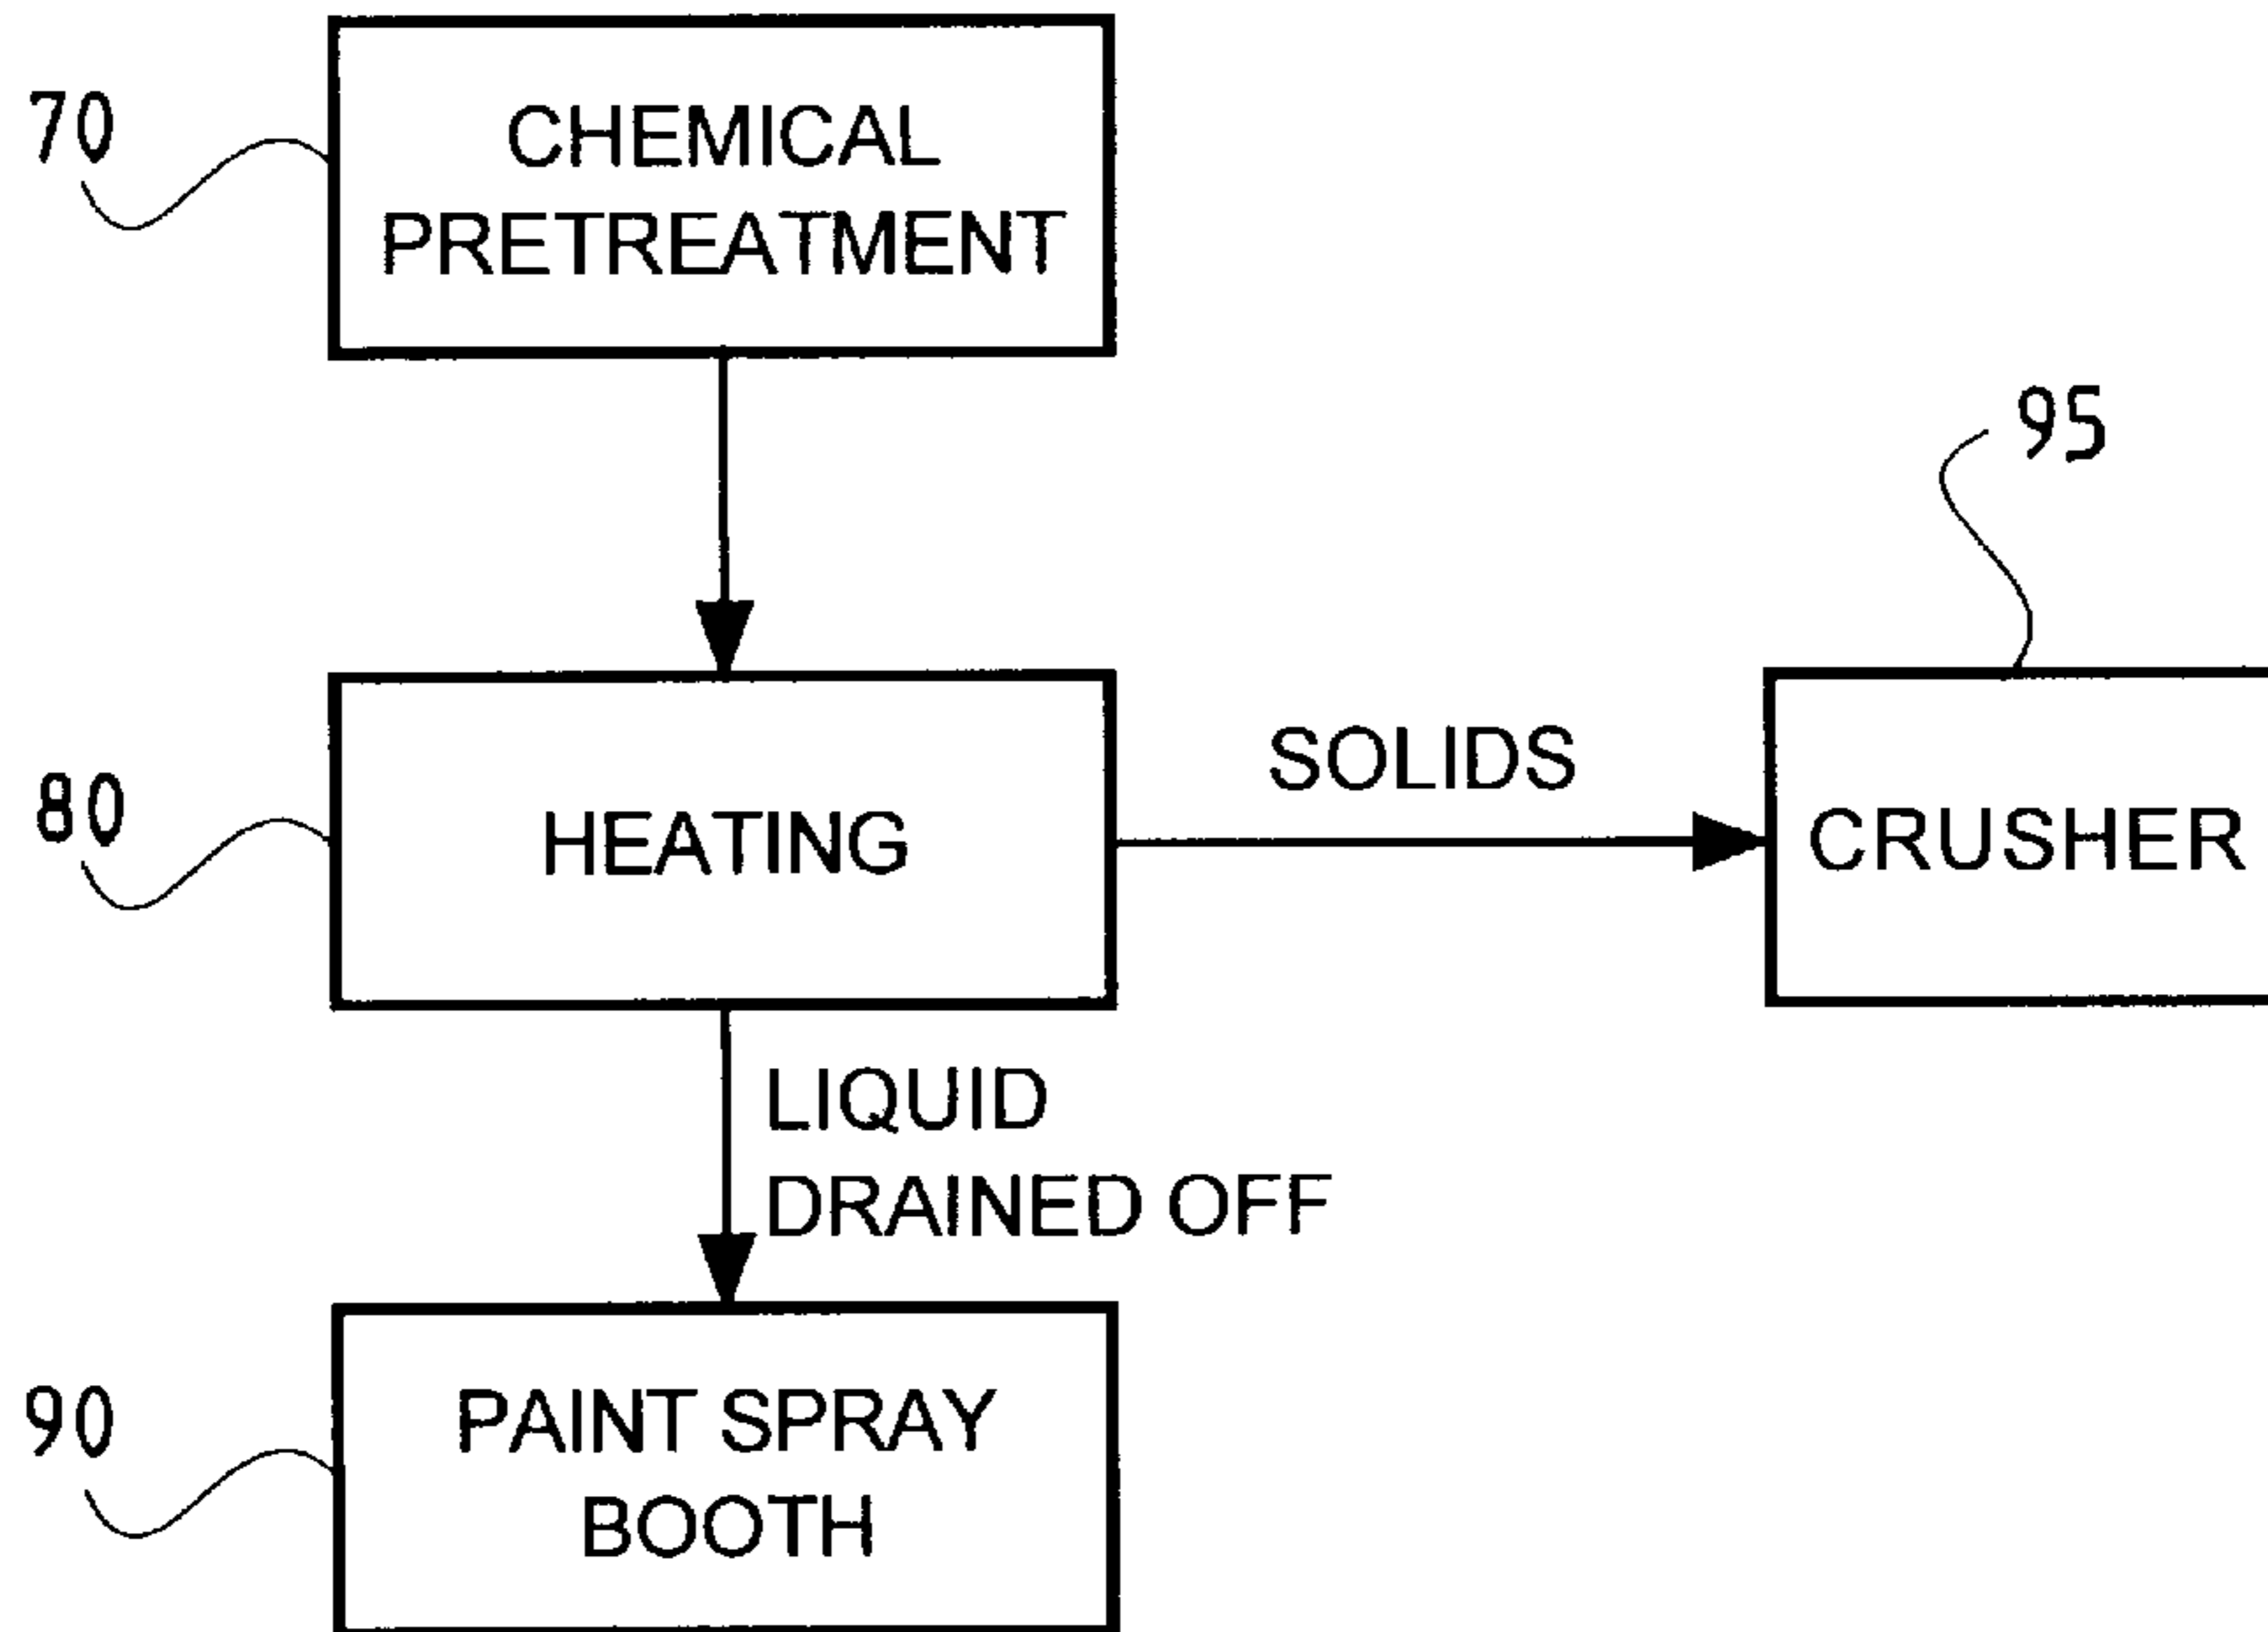 70
CHEMICAL
PRETREATMENT
95
80
HEATING
SOLIDS
CRUSHER
LIQUID
DRAINED OFF
90
PAINT SPRAY
BOOTH